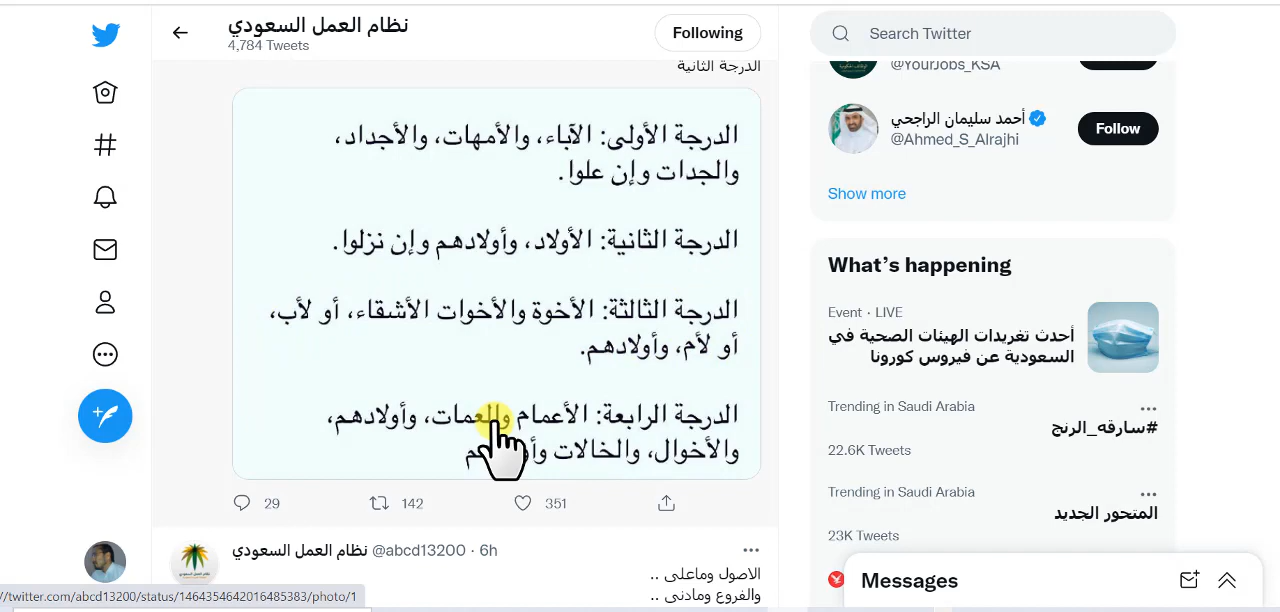 نظام العمل السعودي
4,784 Tweets
Following
الدرجة الثانية
الدرجة الأولى: الآباء، والأمهات، والأجداد،
والجدات وإن علوا.
الدرجة الثانية: الأولاد، وأولادهم وإن نزلوا.
الدرجة الثالثة: الأخوة والأخوات الأشقاء، أو لأب،
أو لأم، وأولادهم.
الدرجة الرابعة: الأعمام والعمات، وأولادهم،
والأخوال، والخالات
29
142
351
نظام العمل السعودي @abcd13200 · 6h
الاصول وماعلى ..
والفروع ومادنى ..
//twitter.com/abcd13200/status/1464354642016485383/photo/1
Search Twitter
@YourJobs_KSA
أحمد سليمان الراجحي
@Ahmed_S_Alrajhi
Follow
Show more
What's happening
Event · LIVE
أحدث تغريدات الهيئات الصحية في
السعودية عن فيروس كورونا
Trending in Saudi Arabia
#سارقه_الرنج
22.6K Tweets
Trending in Saudi Arabia
المتحور الجديد
23K Tweets
Messages